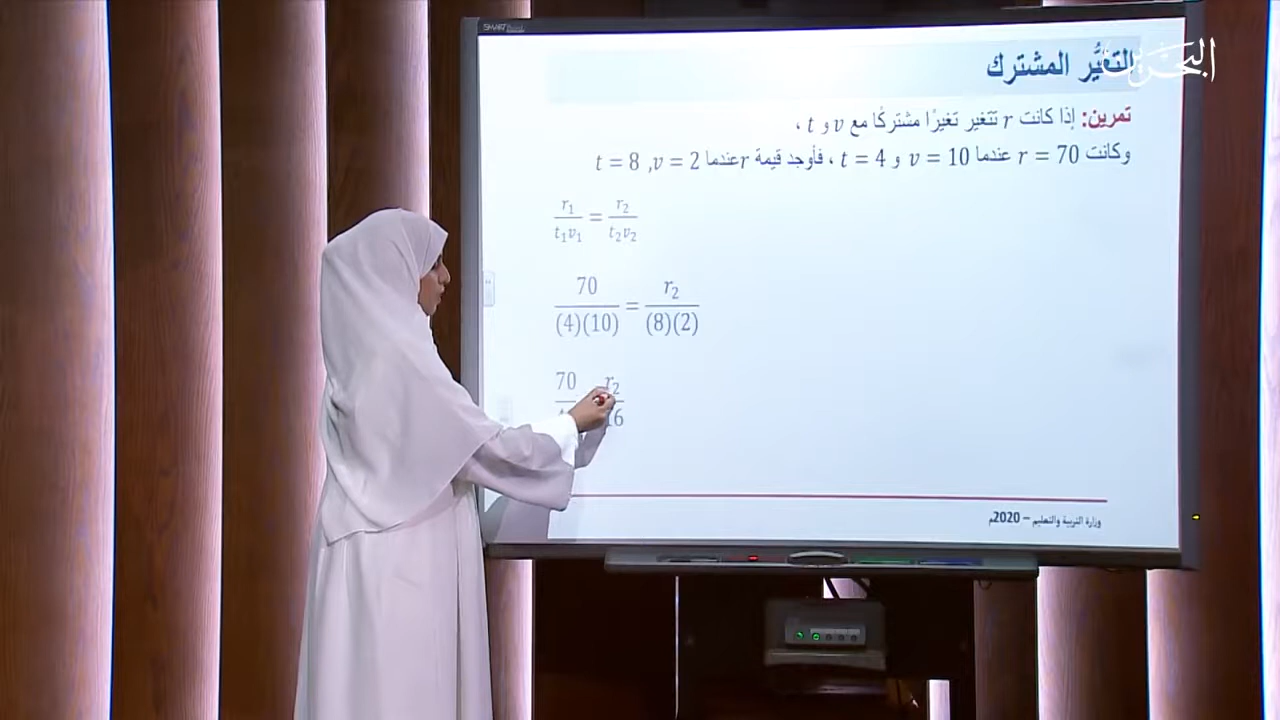 SMART
البحرين
التغيُّر المشترك
تمرين: إذا كانت r تتغير تغيرًا مشتركًا مع v و t ،
وكانت r = 70 عندما v = 10 و t = 4 ، فأوجد قيمة r عندما t = 8 ,v = 2
r₁/(t₁v₁) = r₂/(t₂v₂)
70/((4)(10)) = r₂/((8)(2))
70 r₂
16
وزارة التربية والتعليم – 2020م